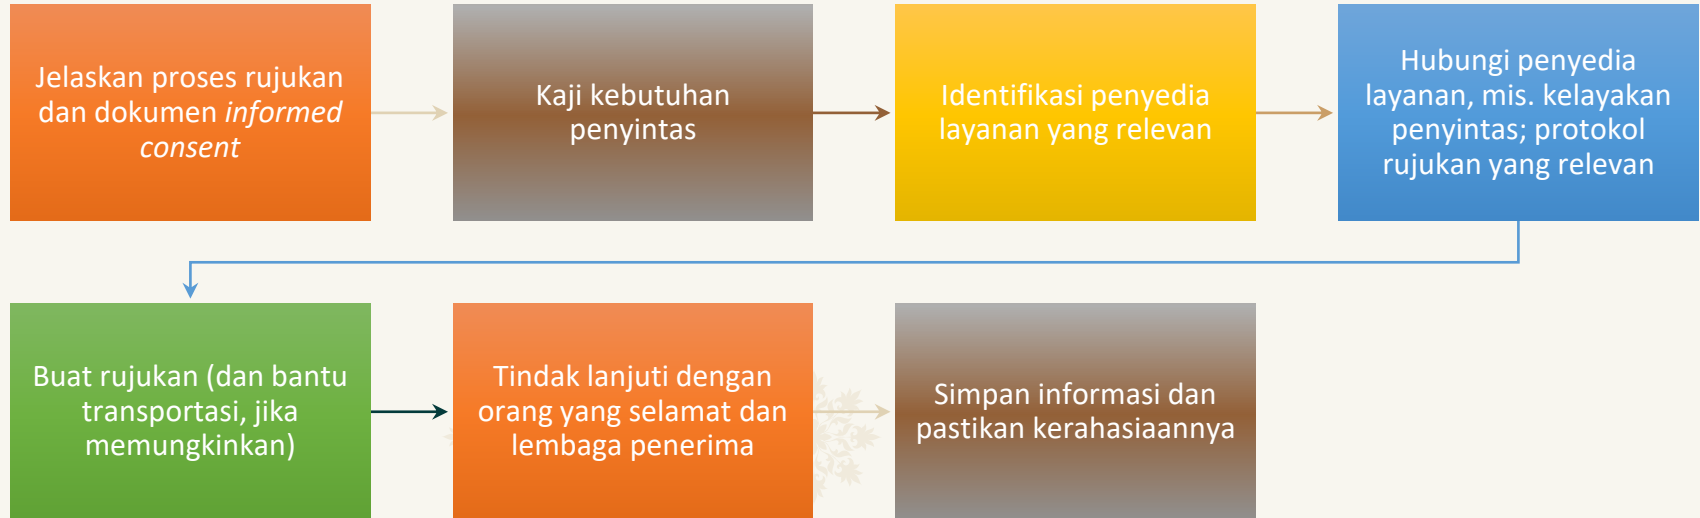 Jelaskan proses rujukan
dan dokumen informed
consent
Kaji kebutuhan
penyintas
Identifikasi penyedia
layanan yang relevan
Hubungi penyedia
layanan, mis. kelayakan
penyintas; protokol
rujukan yang relevan
Buat rujukan (dan bantu
transportasi, jika
memungkinkan)
Tindak lanjuti dengan
orang yang selamat dan
lembaga penerima
Simpan informasi dan
pastikan kerahasiaannya